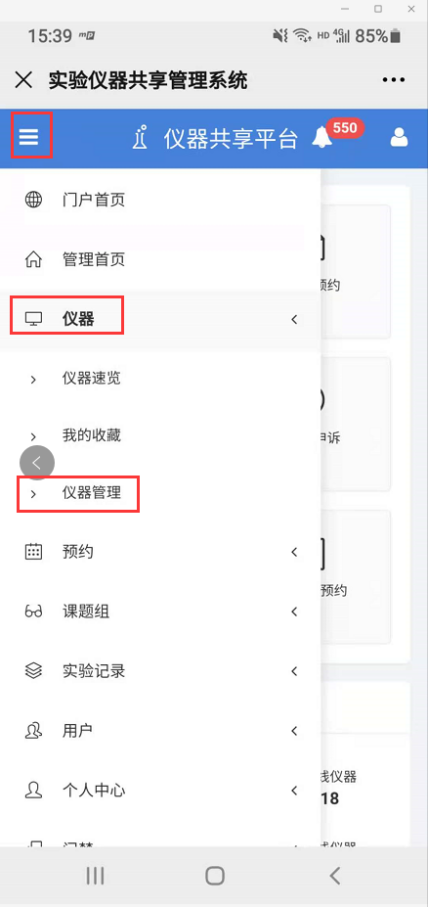 15:39
HD 4G 85%
实验仪器共享管理系统
仪器共享平台 550
门户首页
管理首页
预约
仪器
仪器速览
申诉
我的收藏
仪器管理
预约
预约
课题组
实验记录
用户
线仪器
个人中心
18